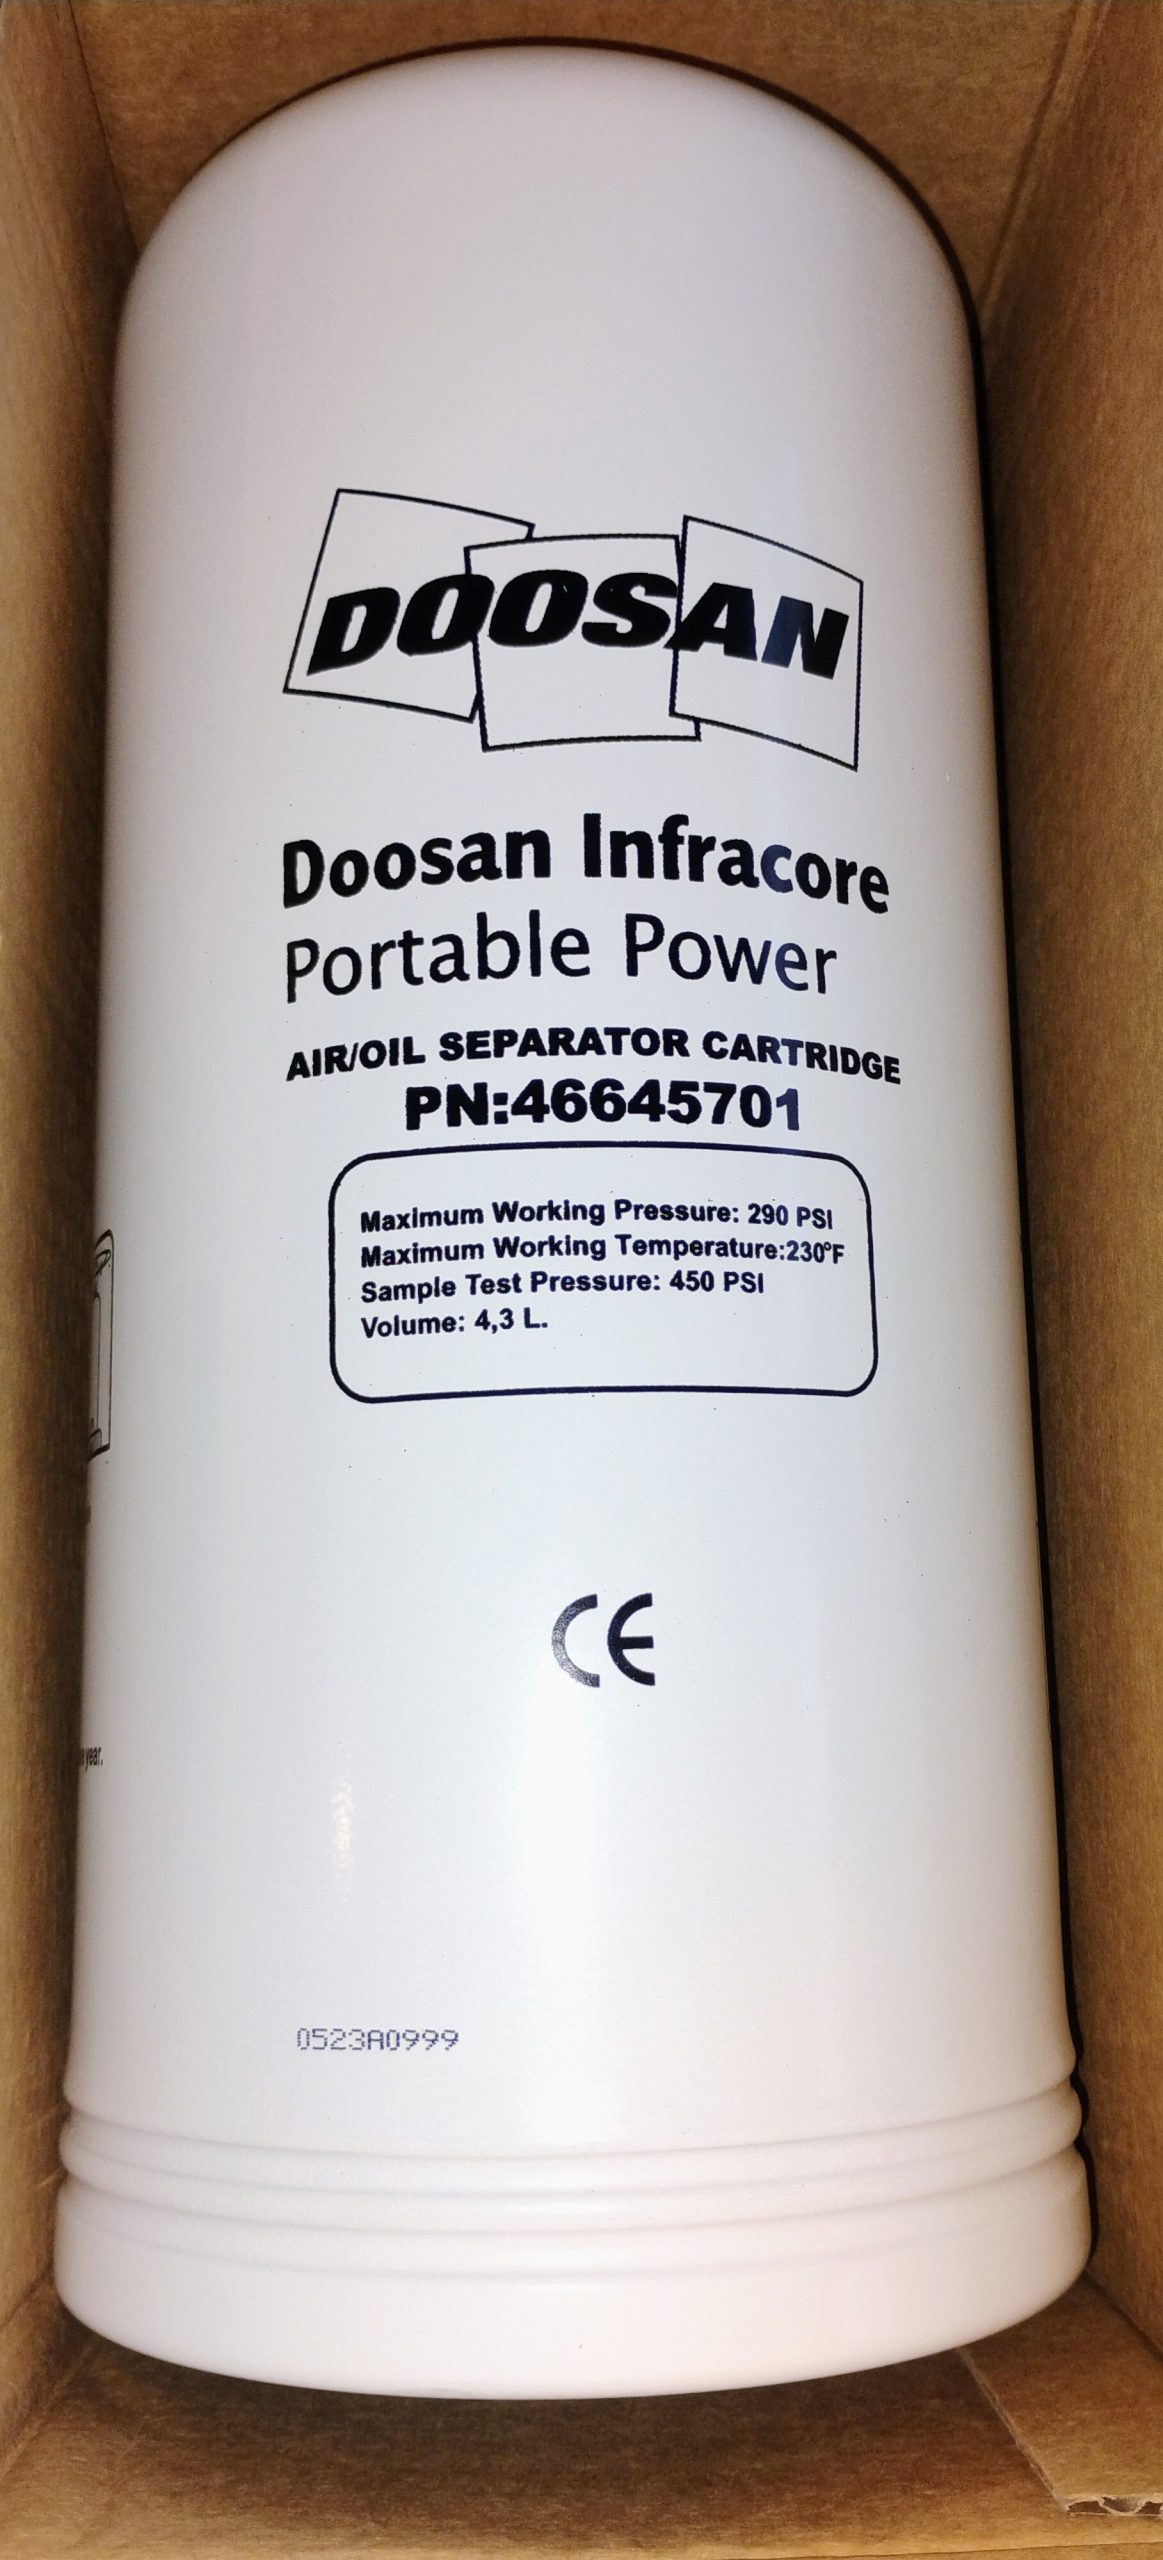 DOOSAN
Doosan Infracore
Portable Power
AIR/OIL SEPARATOR CARTRIDGE
PN:46645701
Maximum Working Pressure: 290 PSI
Maximum Working Temperature:230°F
Sample Test Pressure: 450 PSI
Volume: 4,3 L.
CE
year.
0523A0999